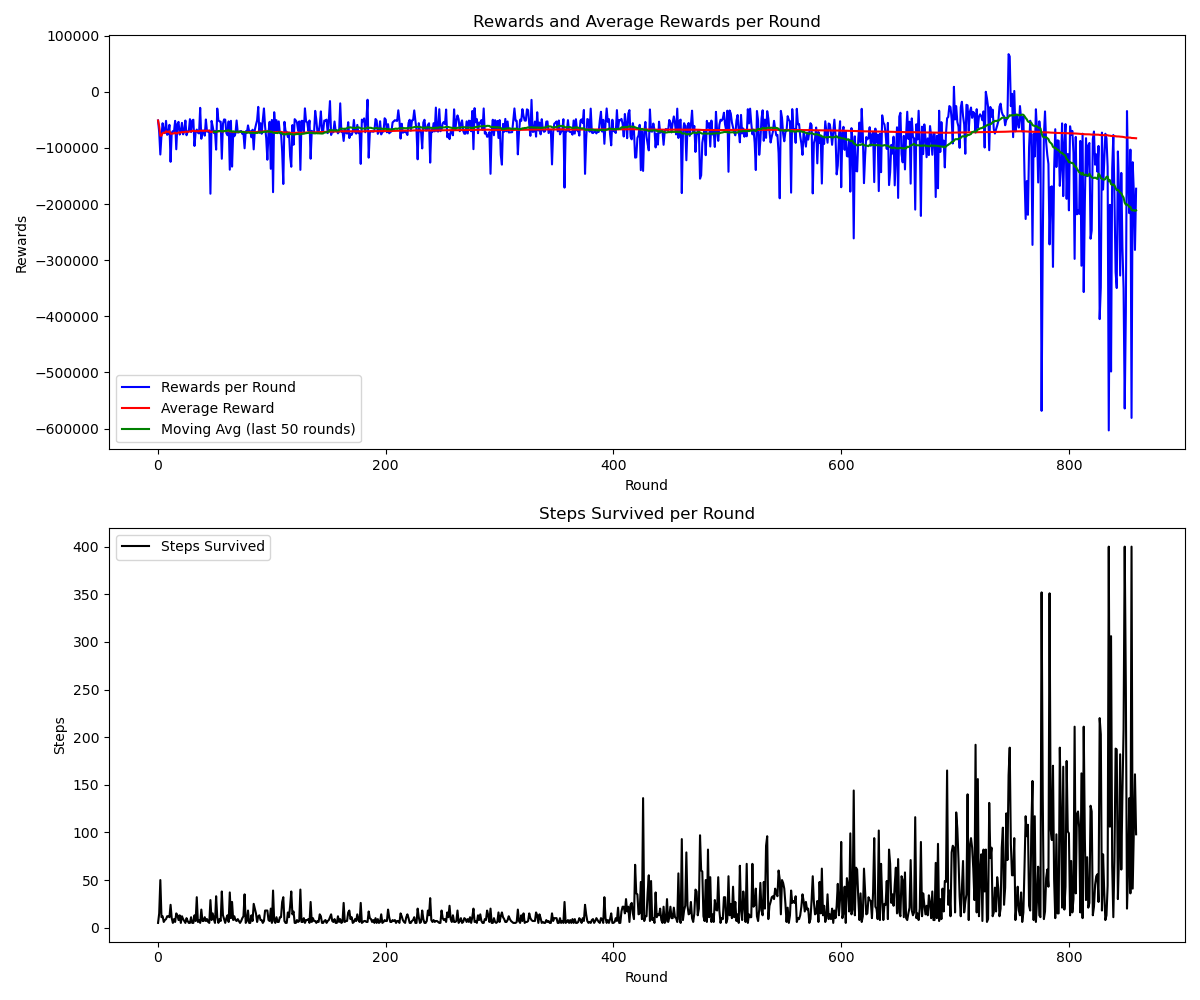 Rewards and Average Rewards per Round
100000
0
−100000
−200000
−300000
−400000
−500000
−600000
Rewards
Rewards per Round
Average Reward
Moving Avg (last 50 rounds)
0 200 400 600 800
Round
Steps Survived per Round
Steps Survived
400
350
300
250
200
150
100
50
0
Steps
0 200 400 600 800
Round